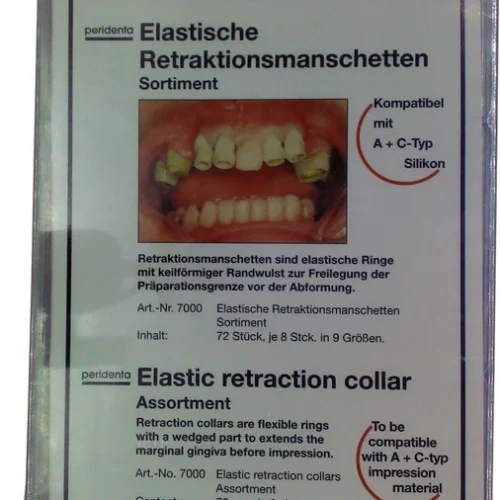 peridenta Elastische
Retraktionsmanschetten
Sortiment
Kompatibel
mit
A + C-Typ
Silikon
Retraktionsmanschetten sind elastische Ringe
mit keilförmiger Randwulst zur Freilegung der
Präparationsgrenze vor der Abformung.
Art.-Nr. 7000 Elastische Retraktionsmanschetten
Sortiment
Inhalt: 72 Stück, je 8 Stck. in 9 Größen.
peridenta Elastic retraction collar
Assortment
Retraction collars are flexible rings
with a wedged part to extends the
marginal gingiva before impression.
To be
compatible
with A + C-typ
impression
material
Art.-No. 7000 Elastic retraction collars
Assortment